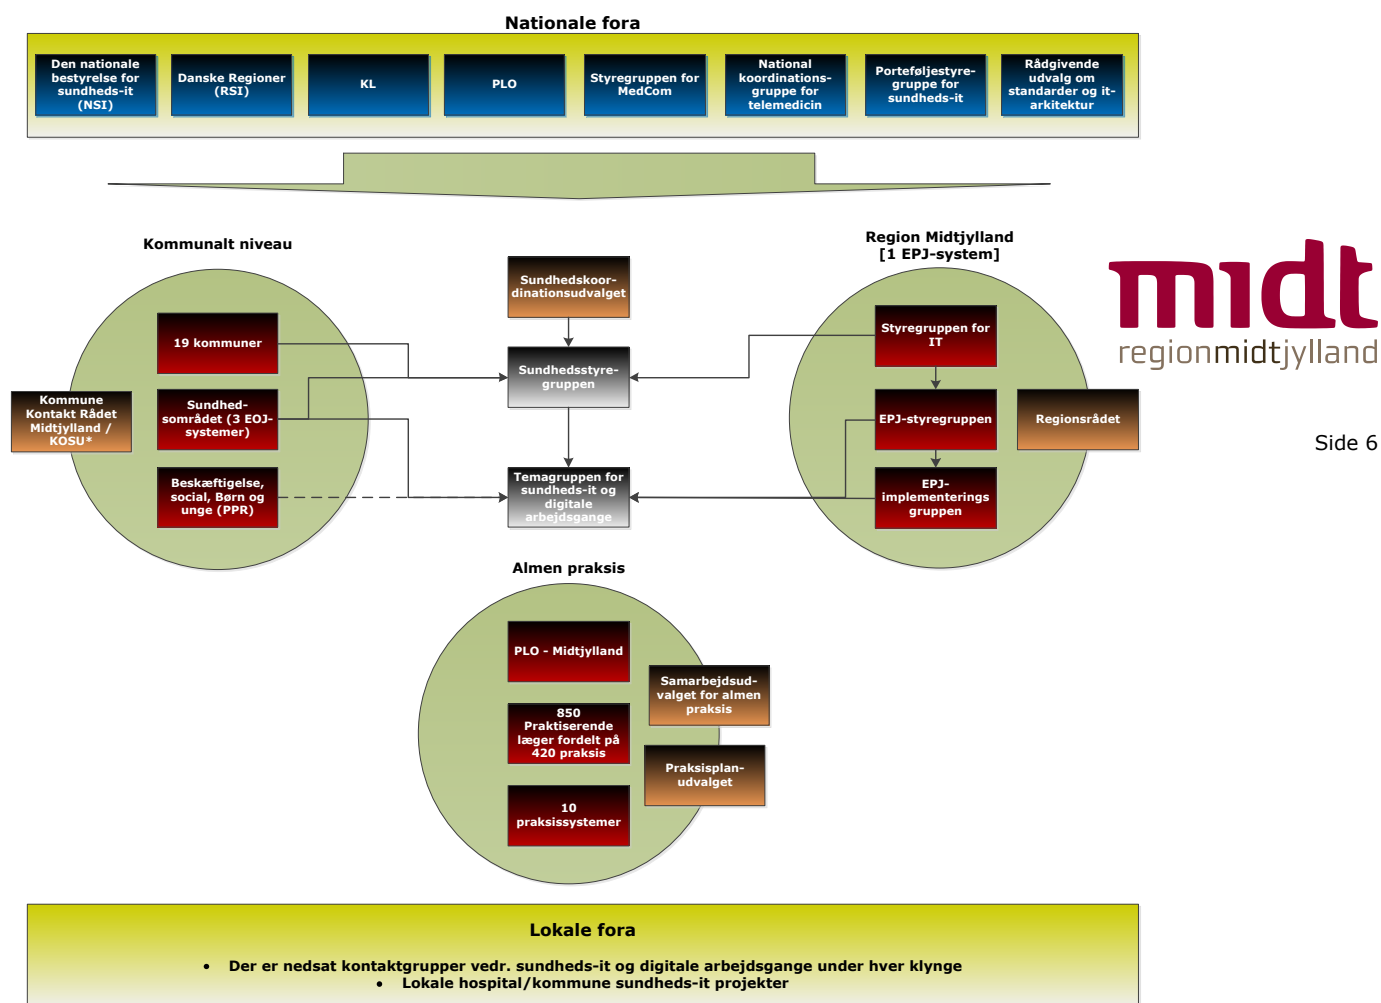 Nationale fora
Den nationale
bestyrelse for
sundheds-it
(NSI)
Danske Regioner
(RSI)
KL
PLO
Styregruppen for
MedCom
National
koordinations-
gruppe for
telemedicin
Porteføljestyre-
gruppe for
sundheds-it
Rådgivende
udvalg om
standarder og it-
arkitektur
Kommunalt niveau
19 kommuner
Kommune
Kontakt Rådet
Midtjylland /
KOSU*
Sundhed-
sområdet (3 EOJ-
systemer)
Beskæftigelse,
social, Børn og
unge (PPR)
Sundhedskoor-
dinationsudvalget
Sundhedsstyre-
gruppen
Temagruppen for
sundheds-it og
digitale
arbejdsgange
Region Midtjylland
[1 EPJ-system]
Styregruppen for
IT
EPJ-styregruppen
EPJ-
implementerings
gruppen
Regionsrådet
midt
regionmidtjylland
Side 6
Almen praksis
PLO - Midtjylland
850
Praktiserende
læger fordelt på
420 praksis
10
praksissystemer
Samarbejdsud-
valget for almen
praksis
Praksisplan-
udvalget
Lokale fora
• Der er nedsat kontaktgrupper vedr. sundheds-it og digitale arbejdsgange under hver klynge
• Lokale hospital/kommune sundheds-it projekter